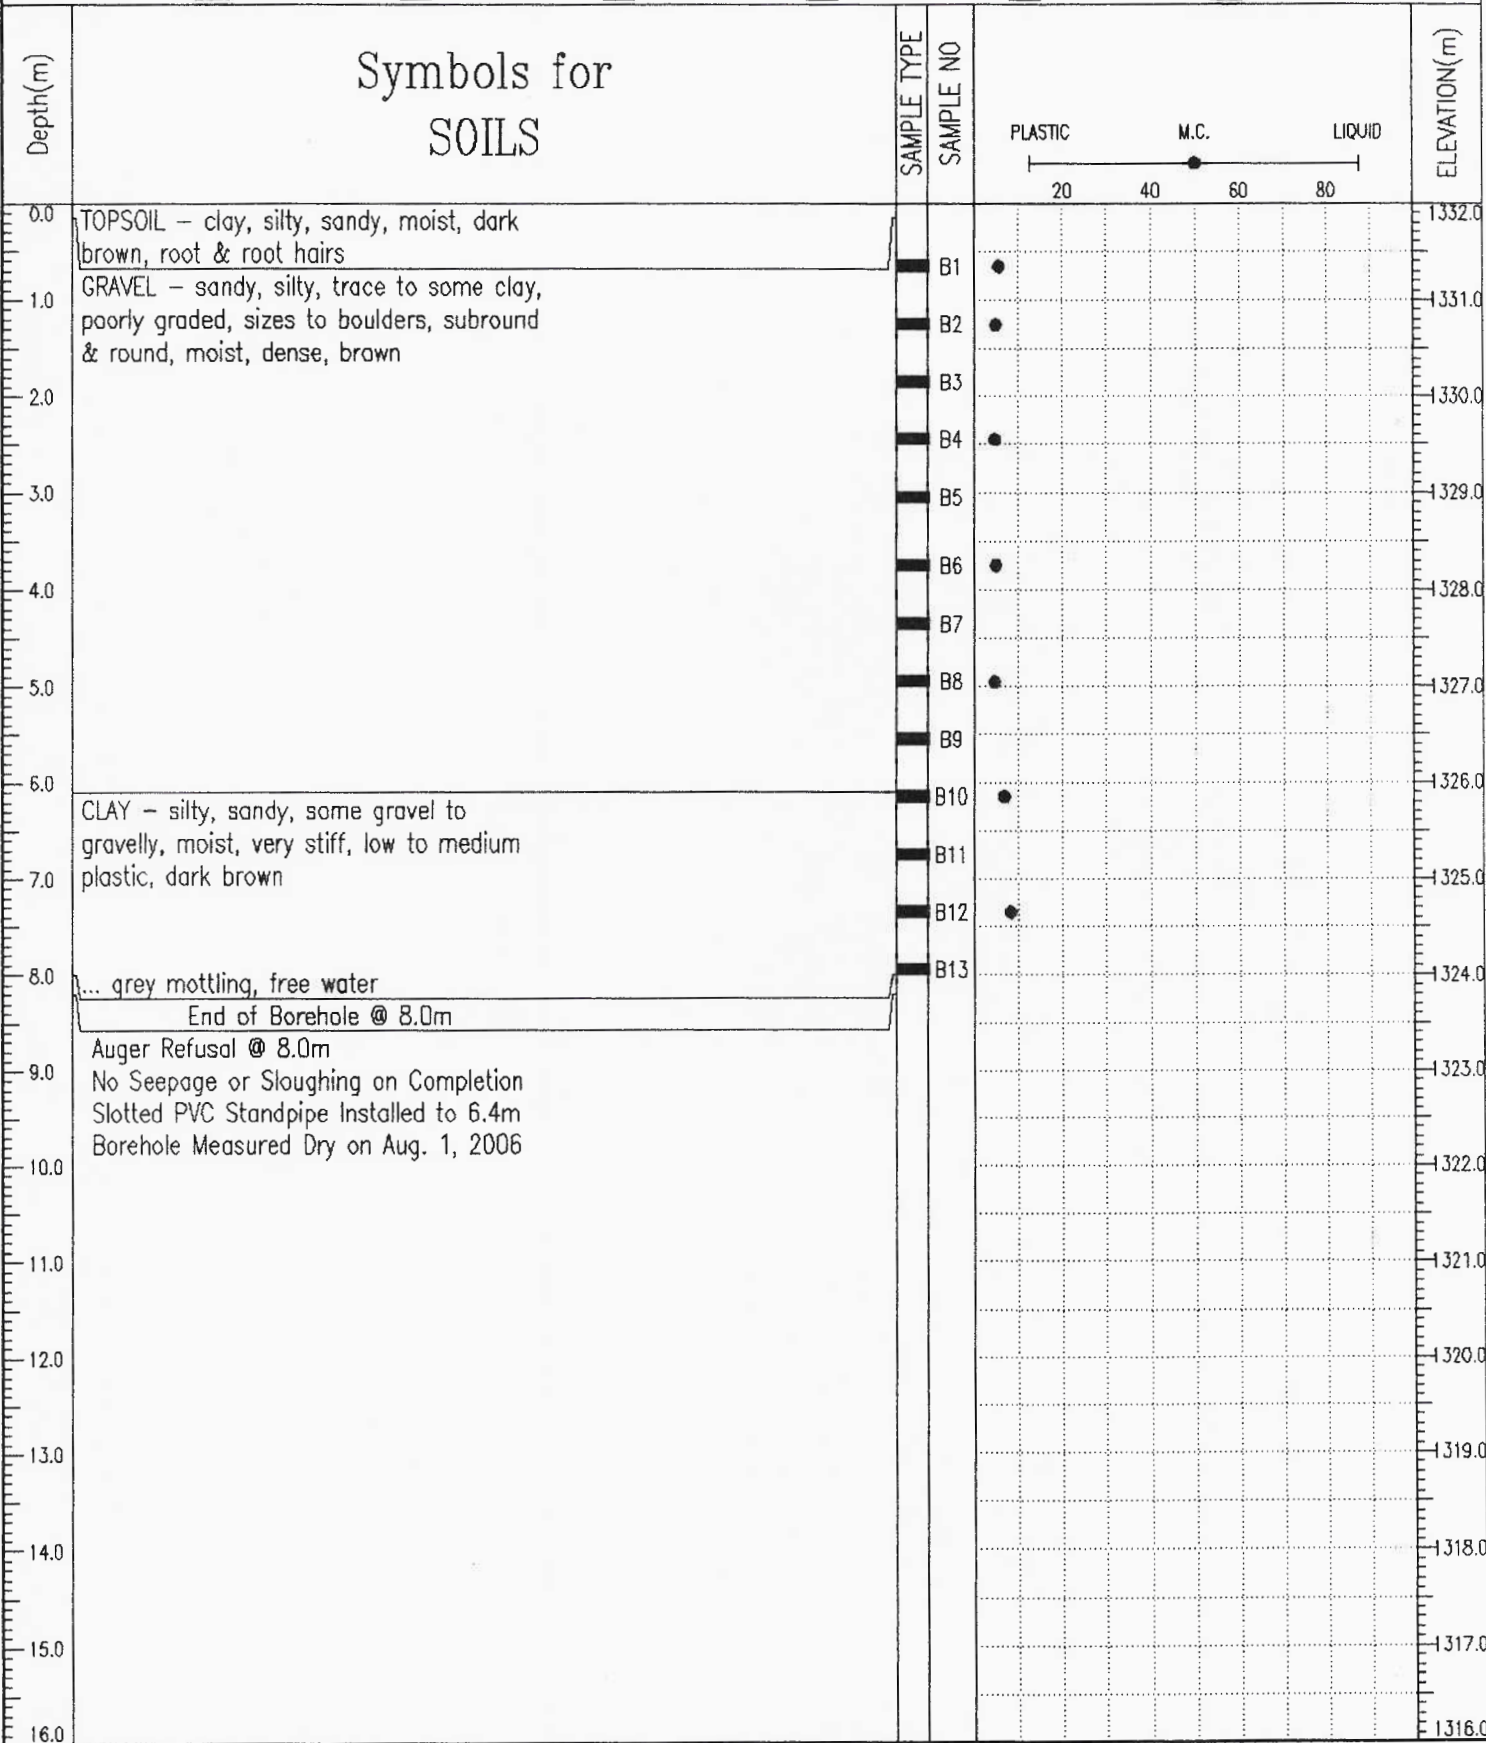 Depth(m)
Symbols for
SOILS
SAMPLE TYPE
SAMPLE NO
PLASTIC M.C. LIQUID
20 40 60 80
ELEVATION(m)
0.0 TOPSOIL – clay, silty, sandy, moist, dark 1332.0
brown, root & root hairs
B1
GRAVEL – sandy, silty, trace to some clay,
1.0 1331.0
poorly graded, sizes to boulders, subround B2
& round, moist, dense, brown
B3
2.0 1330.0
B4
3.0 B5 1329.0
B6
4.0 1328.0
B7
5.0 B8 1327.0
B9
6.0 1326.0
B10
CLAY – silty, sandy, some gravel to
gravelly, moist, very stiff, low to medium
B11
7.0 plastic, dark brown 1325.0
B12
B13
8.0 ... grey mottling, free water 1324.0
End of Borehole @ 8.0m
Auger Refusal @ 8.0m
9.0 1323.0
No Seepage or Sloughing on Completion
Slotted PVC Standpipe Installed to 6.4m
Borehole Measured Dry on Aug. 1, 2006
10.0 1322.0
11.0 1321.0
12.0 1320.0
13.0 1319.0
14.0 1318.0
15.0 1317.0
16.0 1316.0